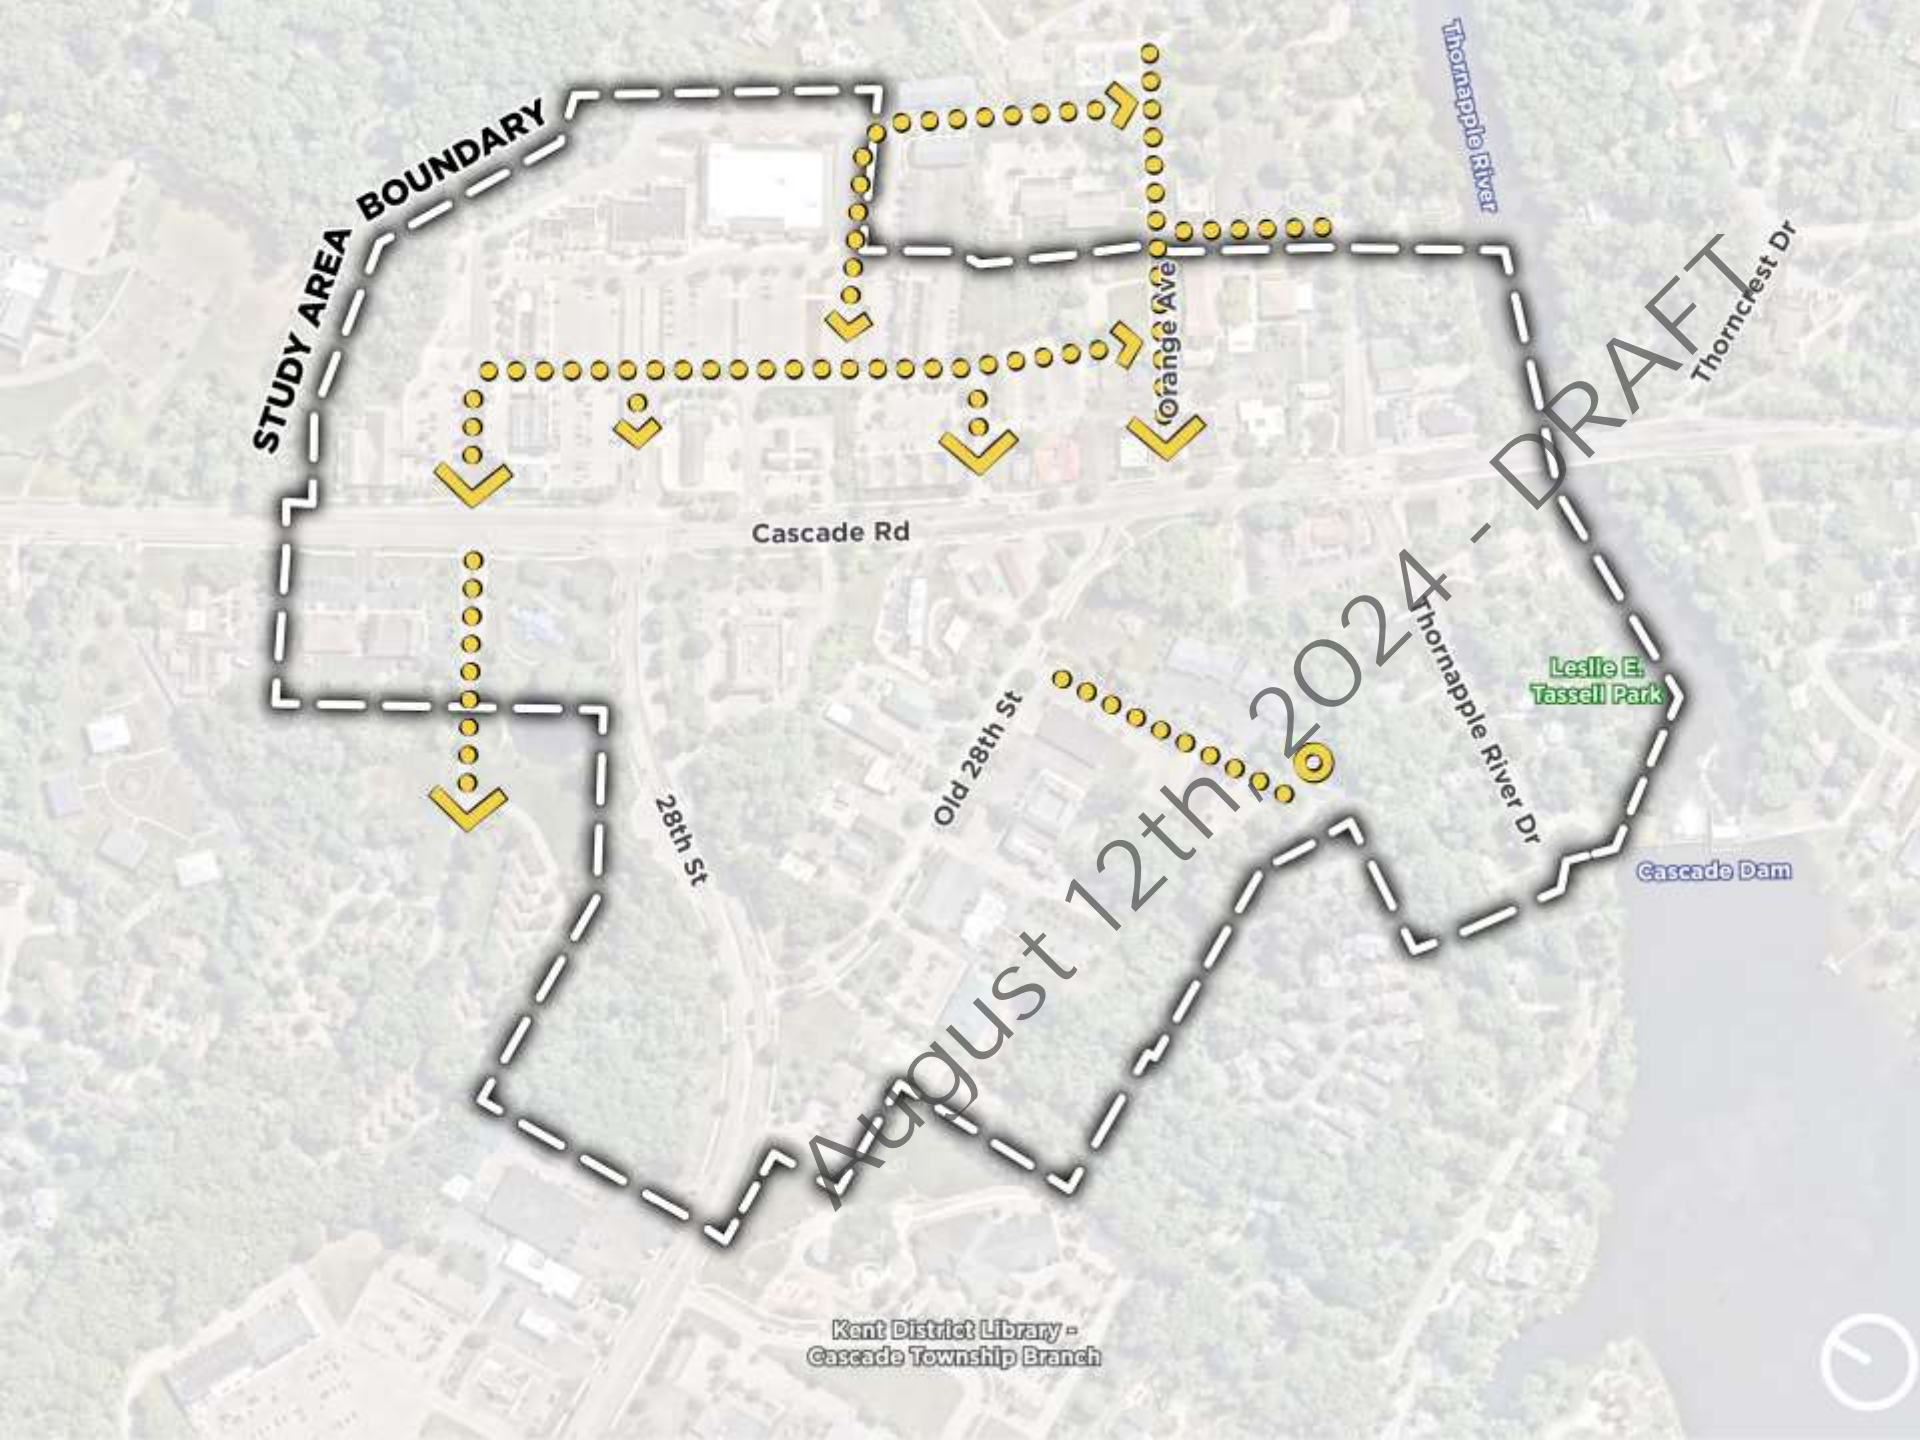 STUDY AREA BOUNDARY
Thornapple River
Thorncrest Dr
Orange Ave
Cascade Rd
Thornapple River Dr
Leslie E.
Tassell Park
Old 28th St
28th St
Cascade Dam
August 12th, 2024 - DRAFT
Kent District Library -
Cascade Township Branch